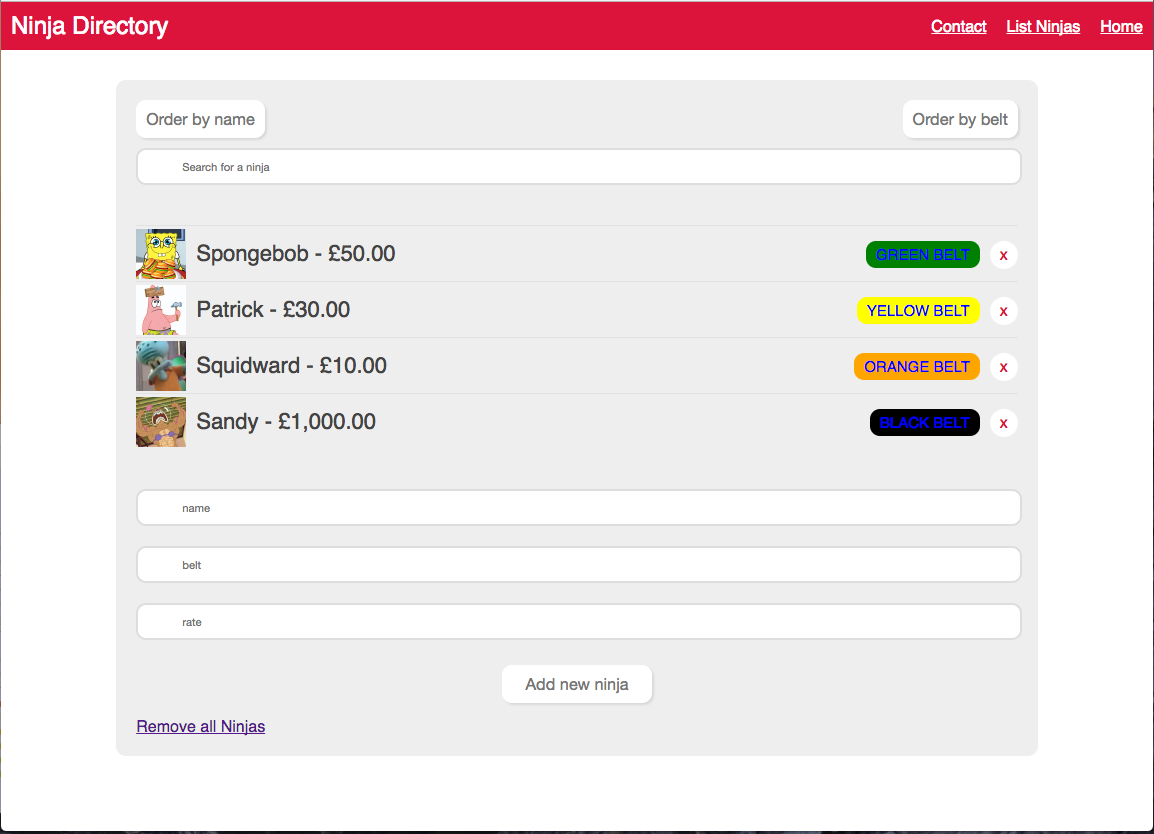 Ninja Directory
Contact List Ninjas Home
Order by name
Order by belt
Search for a ninja
Spongebob - £50.00 GREEN BELT x
Patrick - £30.00 YELLOW BELT x
Squidward - £10.00 ORANGE BELT x
Sandy - £1,000.00 BLACK BELT x
name
belt
rate
Add new ninja
Remove all Ninjas